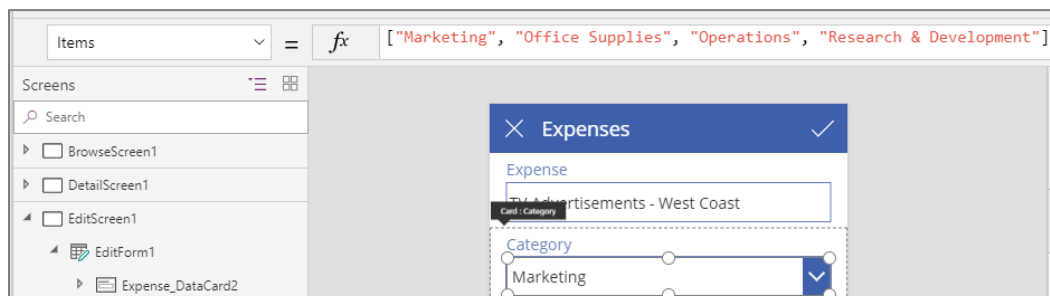 Items = fx ["Marketing", "Office Supplies", "Operations", "Research & Development"]
Screens
Search
BrowseScreen1
DetailScreen1
EditScreen1
EditForm1
Expense_DataCard2
Expenses
Expense
TV Advertisements - West Coast
Card : Category
Category
Marketing